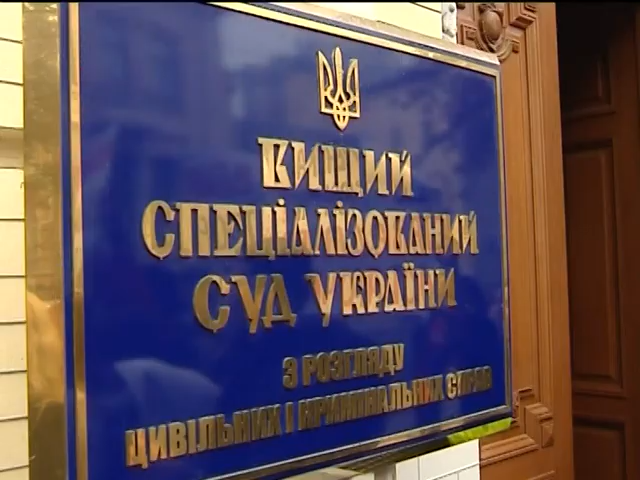 ВИЩИЙ
СПЕЦІАЛІЗОВАНИЙ
СУД УКРАЇНИ
З РОЗГЛЯДУ
ЦИВІЛЬНИХ І КРИМІНАЛЬНИХ СПРАВ